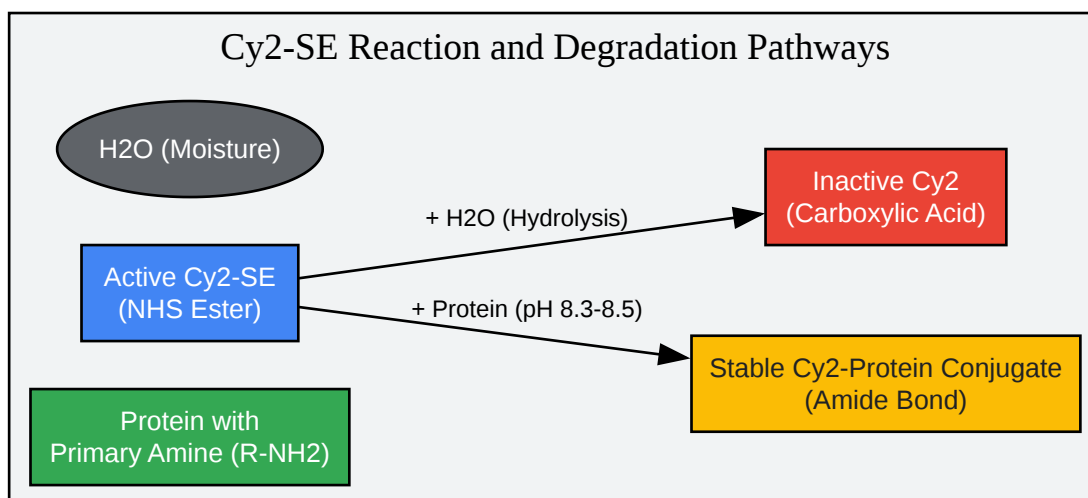 Cy2-SE Reaction and Degradation Pathways
H2O (Moisture)
Inactive Cy2
(Carboxylic Acid)
+ H2O (Hydrolysis)
Active Cy2-SE
(NHS Ester)
+ Protein (pH 8.3-8.5)
Stable Cy2-Protein Conjugate
(Amide Bond)
Protein with
Primary Amine (R-NH2)